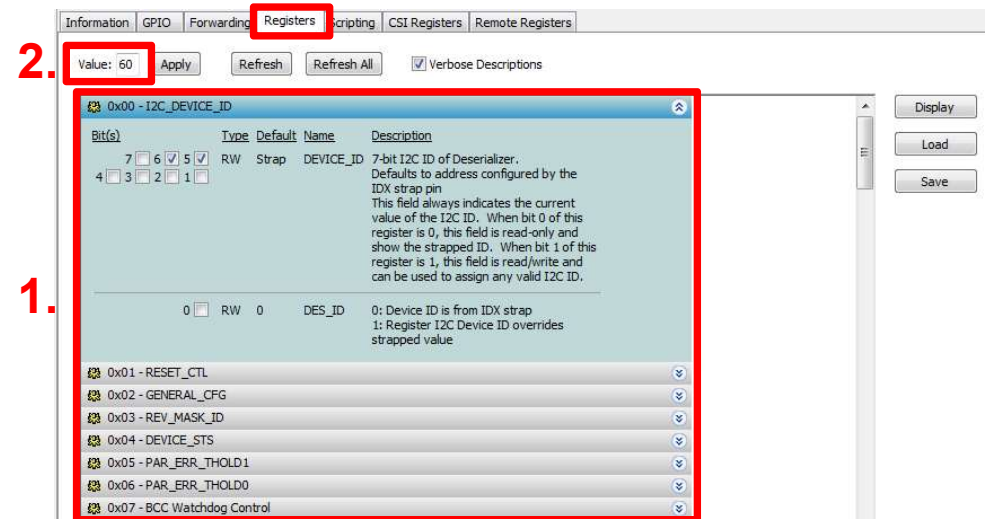 Information GPIO Forwarding Registers Scripting CSI Registers Remote Registers
2.
Value: 60 Apply Refresh Refresh All Verbose Descriptions
0x00 - I2C_DEVICE_ID
Display
Load
Save
Bit(s) Type Default Name Description
7 6 5 RW Strap DEVICE_ID 7-bit I2C ID of Deserializer.
4 3 2 1 Defaults to address configured by the
IDX strap pin
This field always indicates the current
value of the I2C ID. When bit 0 of this
register is 0, this field is read-only and
show the strapped ID. When bit 1 of this
register is 1, this field is read/write and
can be used to assign any valid I2C ID.
1.
0 RW 0 DES_ID 0: Device ID is from IDX strap
1: Register I2C Device ID overrides
strapped value
0x01 - RESET_CTL
0x02 - GENERAL_CFG
0x03 - REV_MASK_ID
0x04 - DEVICE_STS
0x05 - PAR_ERR_THOLD1
0x06 - PAR_ERR_THOLD0
0x07 - BCC Watchdog Control